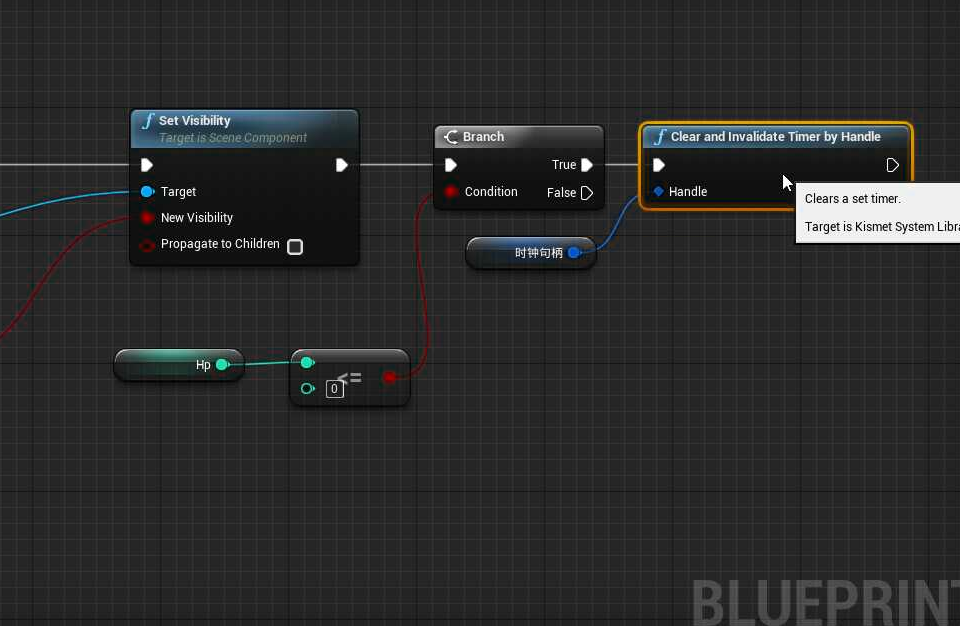 Set Visibility
Target is Scene Component
Target
New Visibility
Propagate to Children
Branch
True
Condition
False
Clear and Invalidate Timer by Handle
Handle
Clears a set timer.
Target is Kismet System Libra
时钟句柄
Hp
<=
0
BLUEPRINT